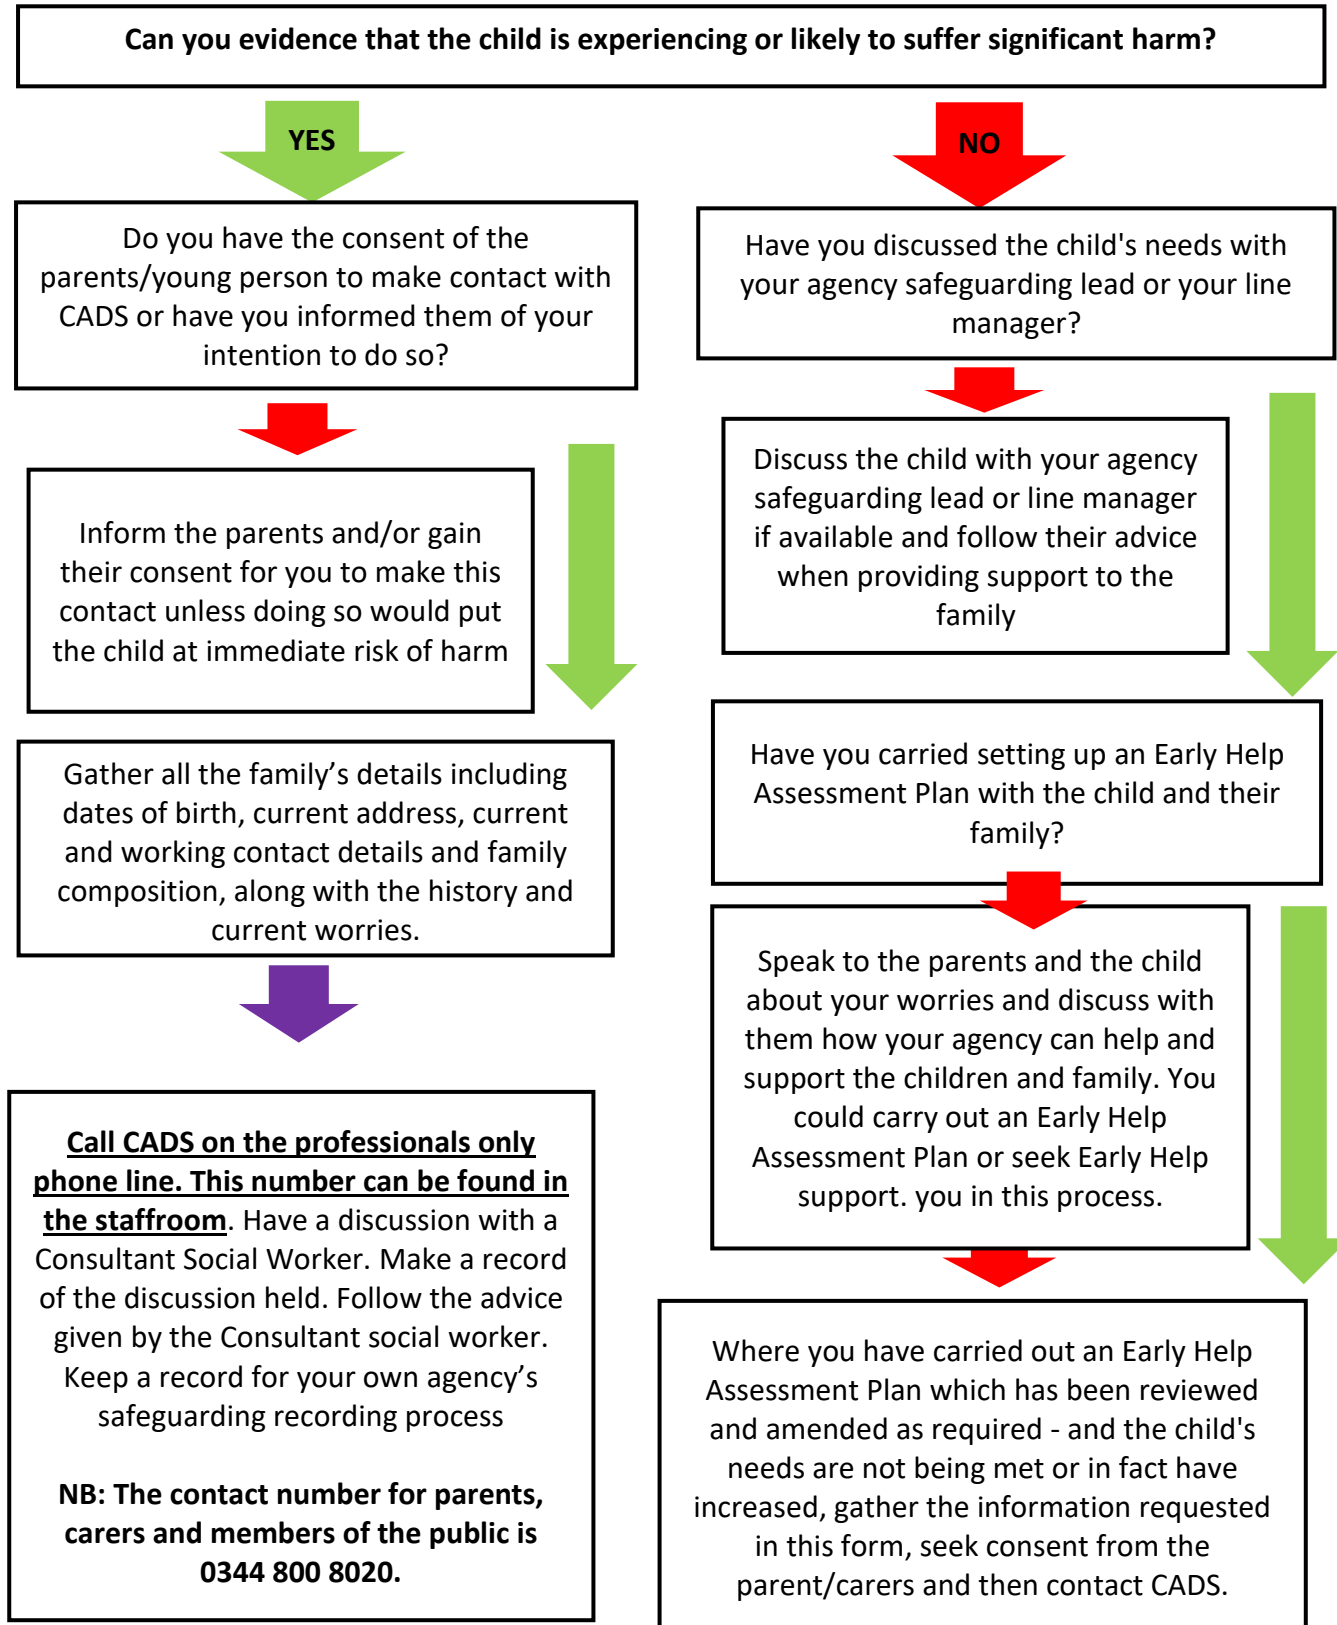 Can you evidence that the child is experiencing or likely to suffer significant harm?
YES
NO
Do you have the consent of the
parents/young person to make contact with
CADS or have you informed them of your
intention to do so?
Have you discussed the child's needs with
your agency safeguarding lead or your line
manager?
Inform the parents and/or gain
their consent for you to make this
contact unless doing so would put
the child at immediate risk of harm
Discuss the child with your agency
safeguarding lead or line manager
if available and follow their advice
when providing support to the
family
Gather all the family’s details including
dates of birth, current address, current
and working contact details and family
composition, along with the history and
current worries.
Have you carried setting up an Early Help
Assessment Plan with the child and their
family?
Speak to the parents and the child
about your worries and discuss with
them how your agency can help and
support the children and family. You
could carry out an Early Help
Assessment Plan or seek Early Help
support. you in this process.
Call CADS on the professionals only
phone line. This number can be found in
the staffroom. Have a discussion with a
Consultant Social Worker. Make a record
of the discussion held. Follow the advice
given by the Consultant social worker.
Keep a record for your own agency’s
safeguarding recording process
NB: The contact number for parents,
carers and members of the public is
0344 800 8020.
Where you have carried out an Early Help
Assessment Plan which has been reviewed
and amended as required - and the child's
needs are not being met or in fact have
increased, gather the information requested
in this form, seek consent from the
parent/carers and then contact CADS.